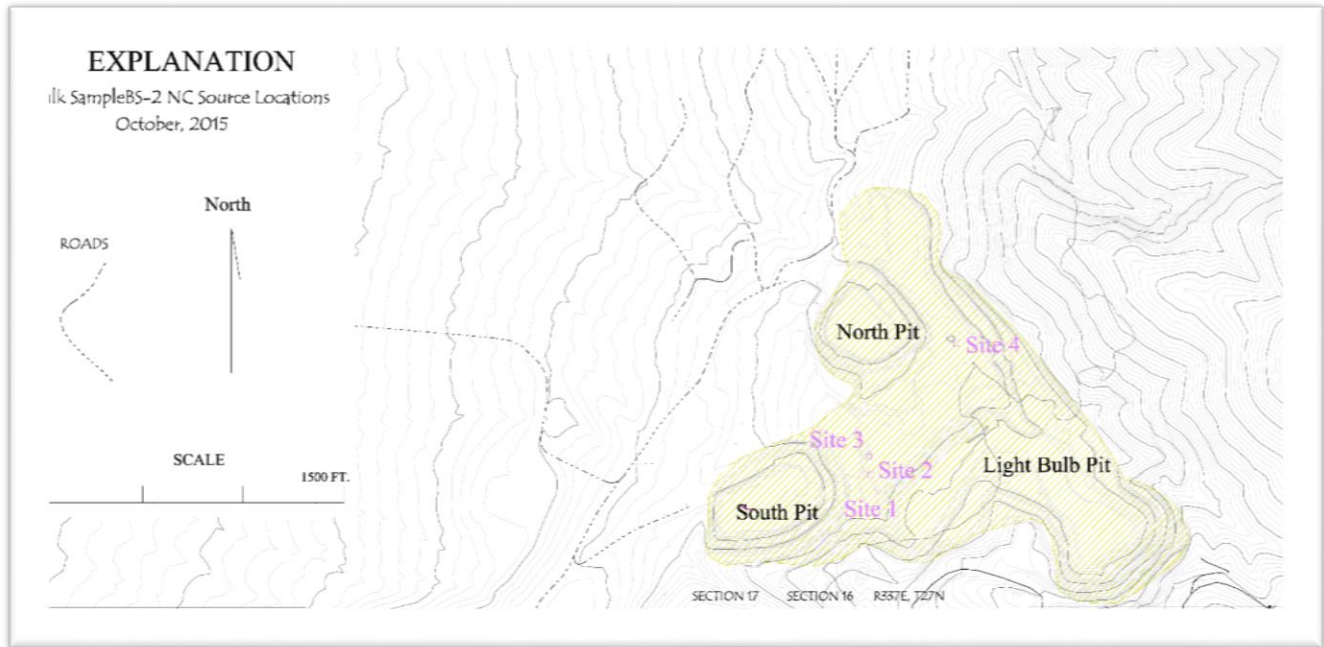 EXPLANATION
lk SampleBS-2 NC Source Locations
October, 2015
North
ROADS
SCALE
1500 FT.
North Pit
Site 4
Site 3
Site 2
Light Bulb Pit
Site 1
South Pit
SECTION 17 SECTION 16 R337E, T27N